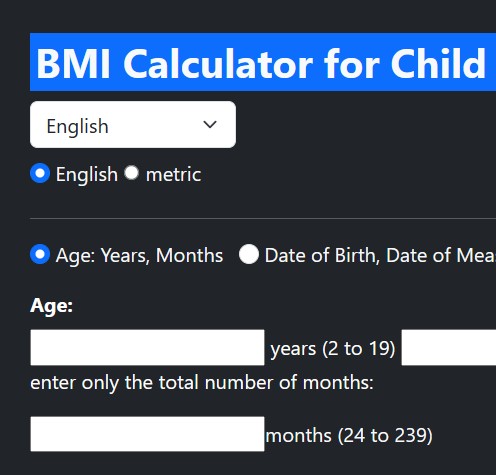 BMI Calculator for Child
English
English metric
Age: Years, Months Date of Birth, Date of Mea
Age:
years (2 to 19)
enter only the total number of months:
months (24 to 239)